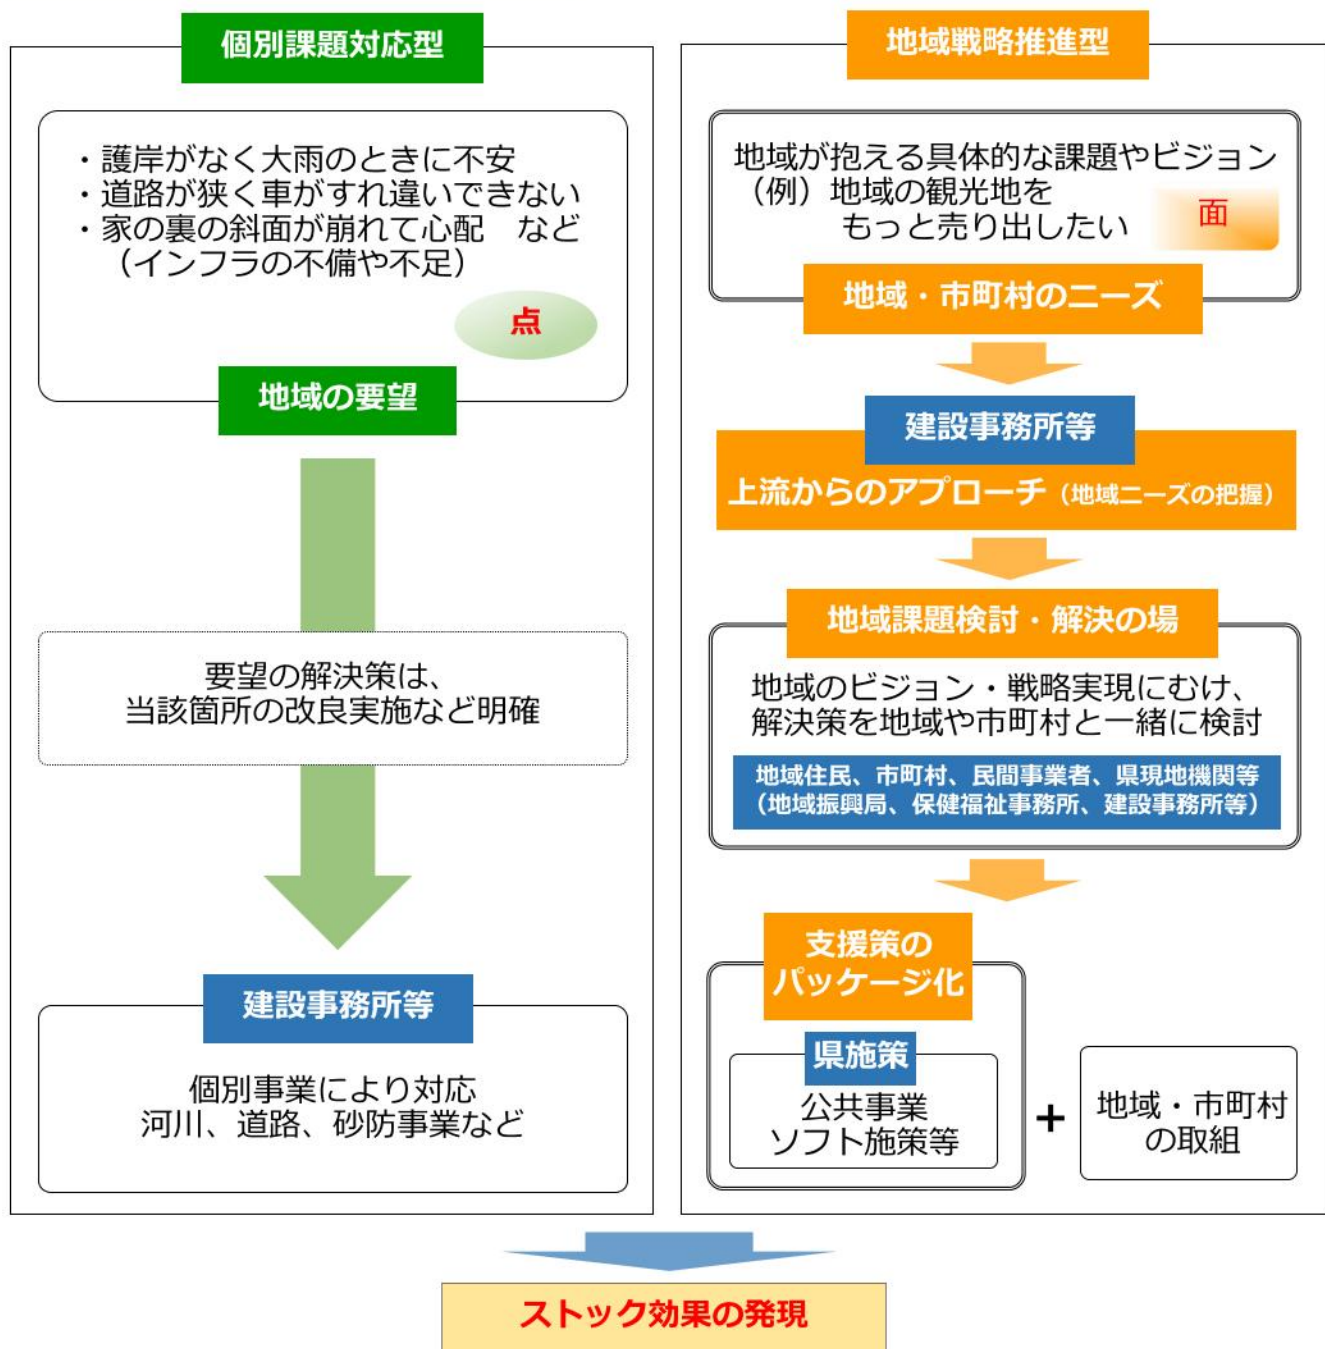 個別課題対応型
・護岸がなく大雨のときに不安
・道路が狭く車がすれ違いできない
・家の裏の斜面が崩れて心配　など
（インフラの不備や不足）
点
地域の要望
要望の解決策は、
当該箇所の改良実施など明確
建設事務所等
個別事業により対応
河川、道路、砂防事業など
地域戦略推進型
地域が抱える具体的な課題やビジョン
（例）地域の観光地を
もっと売り出したい
面
地域・市町村のニーズ
建設事務所等
上流からのアプローチ（地域ニーズの把握）
地域課題検討・解決の場
地域のビジョン・戦略実現にむけ、
解決策を地域や市町村と一緒に検討
地域住民、市町村、民間事業者、県現地機関等
（地域振興局、保健福祉事務所、建設事務所等）
支援策の
パッケージ化
県施策
公共事業
ソフト施策等
+
地域・市町村
の取組
ストック効果の発現